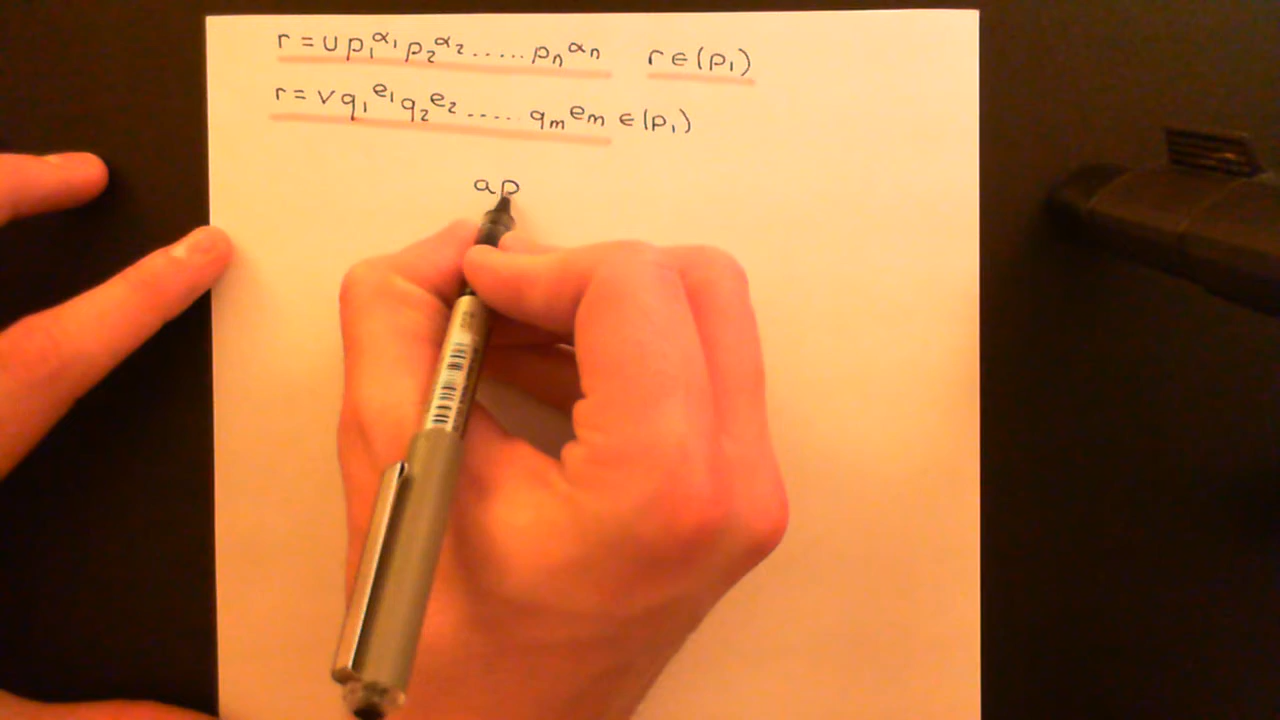 r = u p₁^α₁ p₂^α₂ ..... pₙ^αₙ r ∈ (p₁)
r = v q₁^e₁ q₂^e₂ ..... qₘ^eₘ ∈ (p₁)
ap